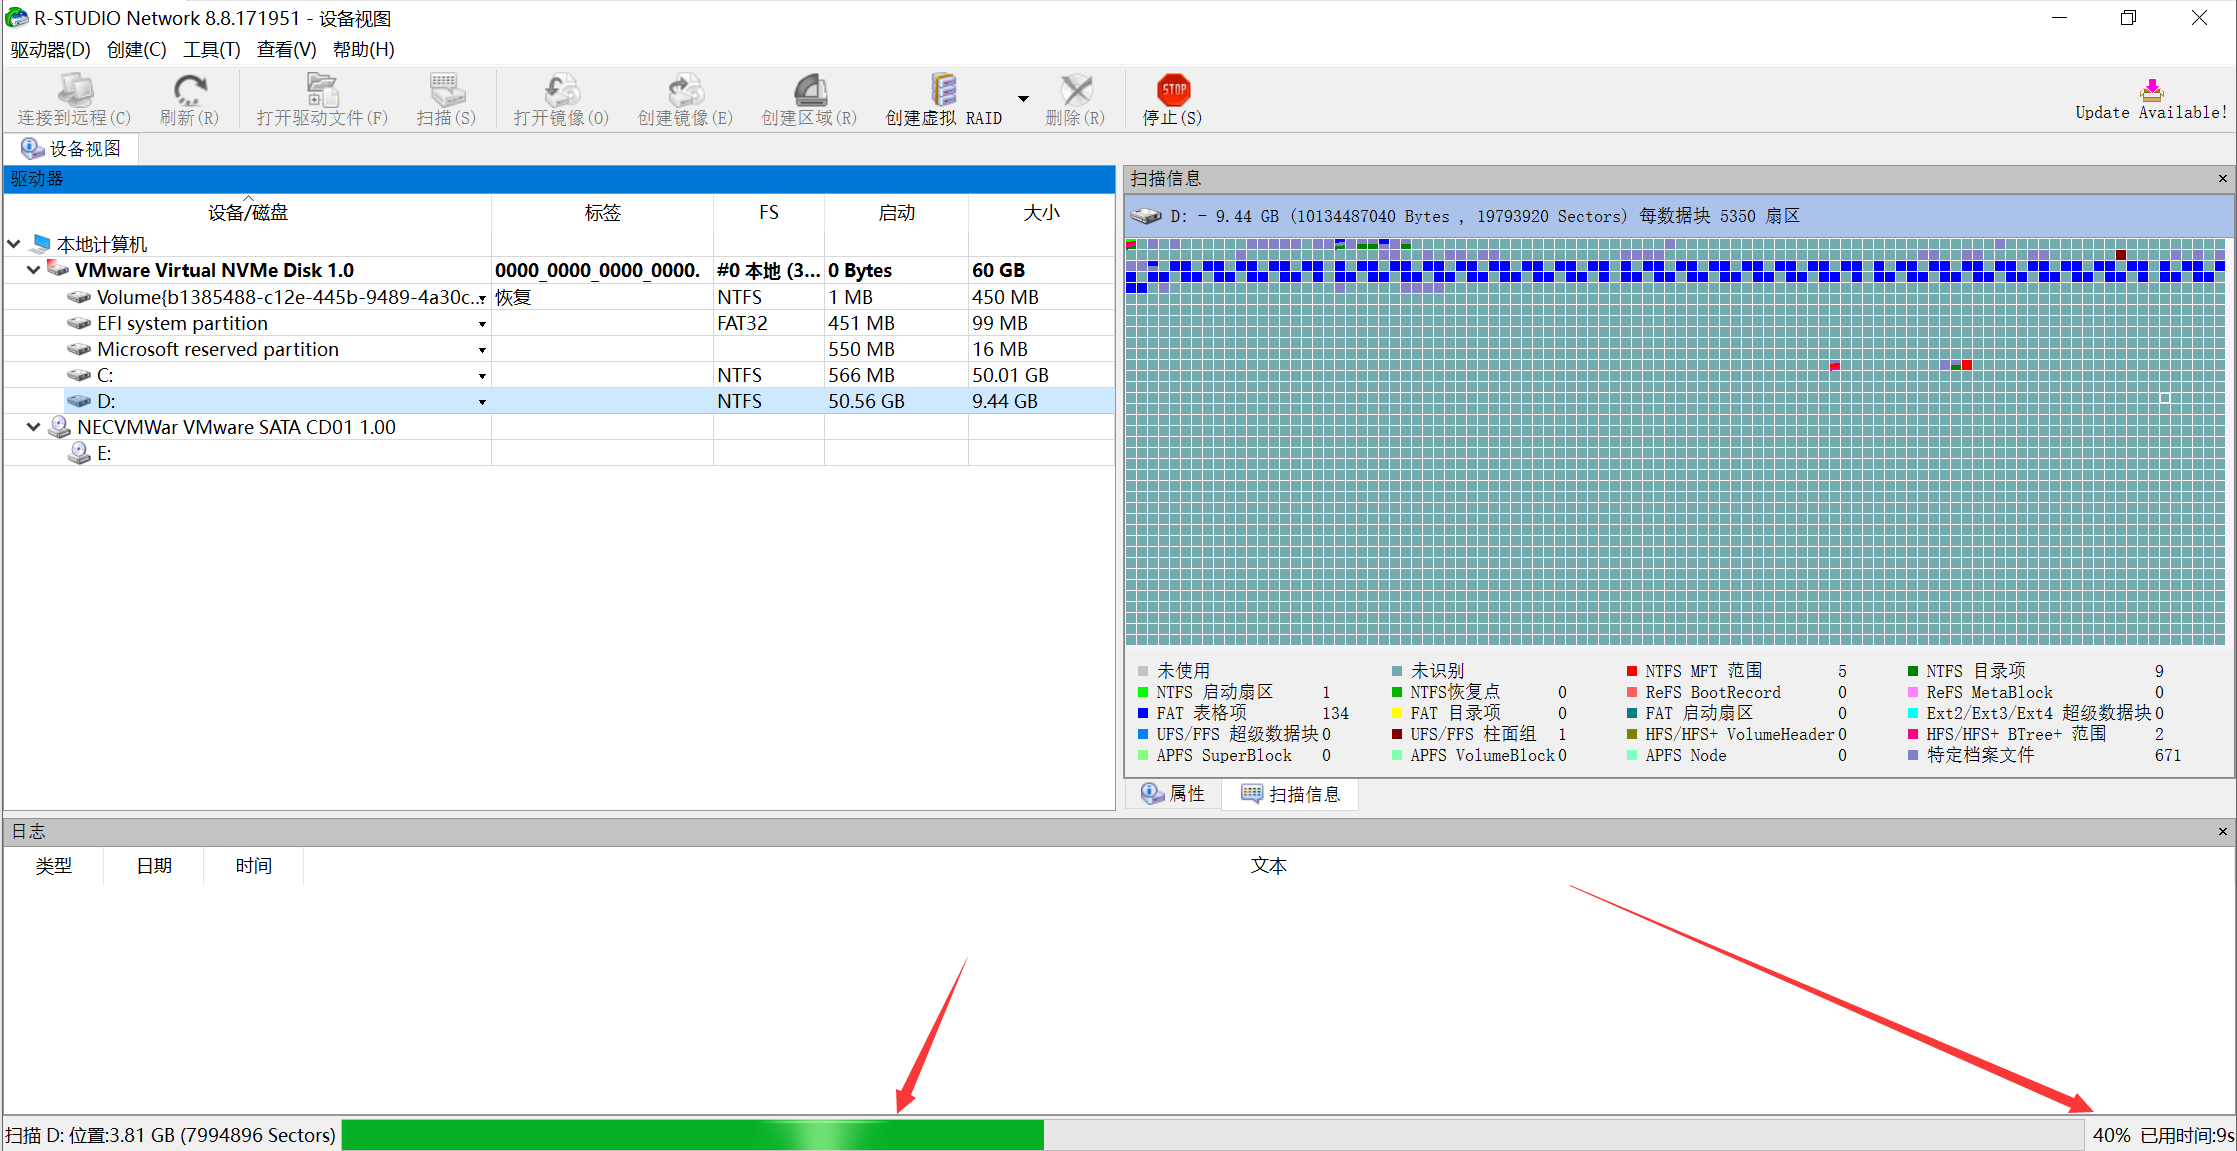 R-STUDIO Network 8.8.171951 - 设备视图
驱动器(D) 创建(C) 工具(T) 查看(V) 帮助(H)
连接到远程(C) 刷新(R) 打开驱动文件(F) 扫描(S) 打开镜像(O) 创建镜像(E) 创建区域(R) 创建虚拟 RAID 删除(R) STOP 停止(S) Update Available!
设备视图
驱动器
设备/磁盘 标签 FS 启动 大小
本地计算机
VMware Virtual NVMe Disk 1.0 0000_0000_0000_0000. #0 本地 (3... 0 Bytes 60 GB
Volume{b1385488-c12e-445b-9489-4a30c... 恢复 NTFS 1 MB 450 MB
EFI system partition FAT32 451 MB 99 MB
Microsoft reserved partition 550 MB 16 MB
C: NTFS 566 MB 50.01 GB
D: NTFS 50.56 GB 9.44 GB
NECVMWar VMware SATA CD01 1.00
E:
扫描信息
D: - 9.44 GB (10134487040 Bytes , 19793920 Sectors) 每数据块 5350 扇区
未使用 未识别 NTFS MFT 范围 5 NTFS 目录项 9
NTFS 启动扇区 1 NTFS恢复点 0 ReFS BootRecord 0 ReFS MetaBlock 0
FAT 表格项 134 FAT 目录项 0 FAT 启动扇区 0 Ext2/Ext3/Ext4 超级数据块 0
UFS/FFS 超级数据块 0 UFS/FFS 柱面组 1 HFS/HFS+ VolumeHeader 0 HFS/HFS+ BTree+ 范围 2
APFS SuperBlock 0 APFS VolumeBlock 0 APFS Node 0 特定档案文件 671
属性 扫描信息
日志
类型 日期 时间 文本
扫描 D: 位置:3.81 GB (7994896 Sectors) 40% 已用时间:9s